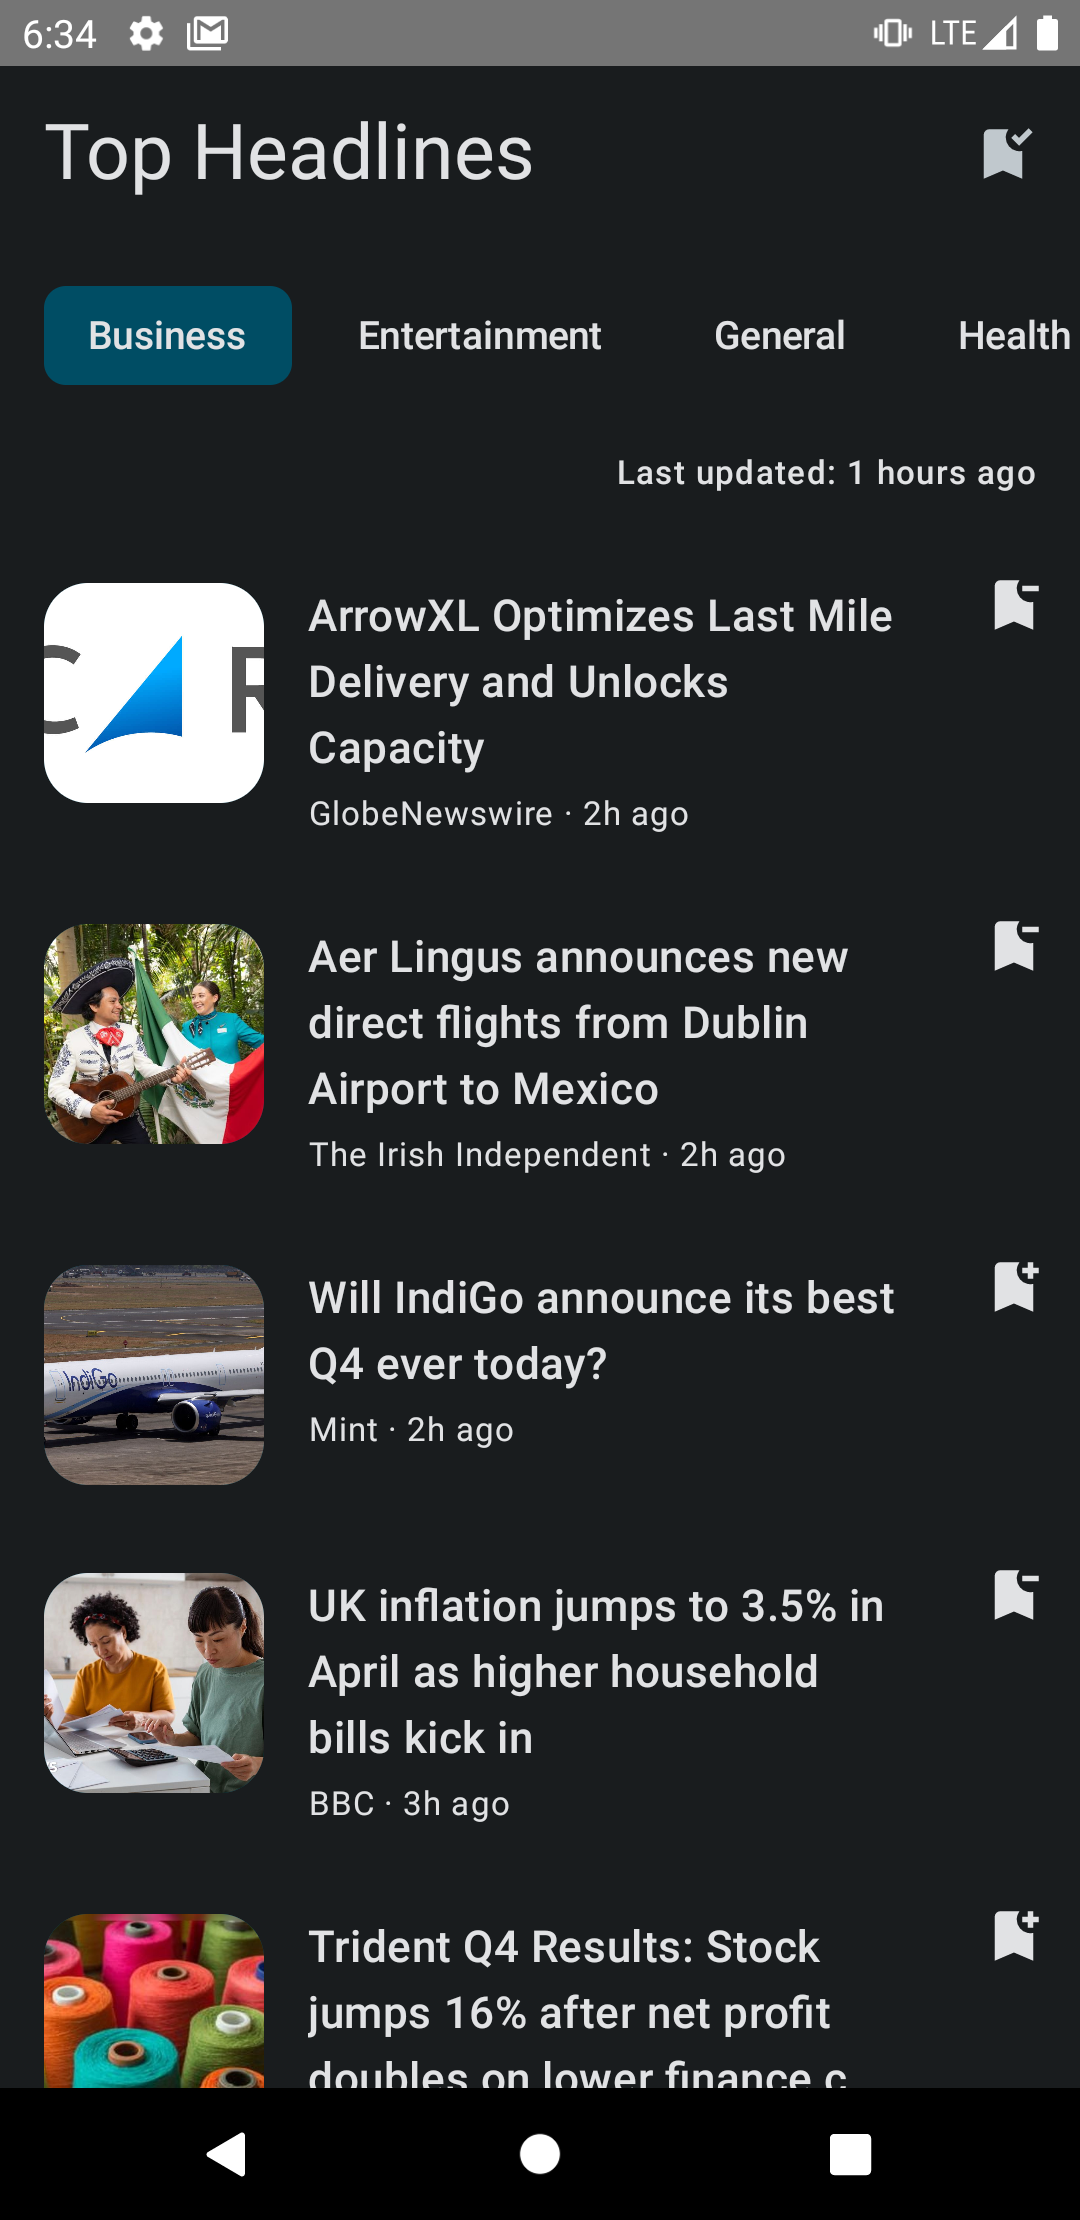 6:34
LTE
Top Headlines
Business
Entertainment
General
Health
Last updated: 1 hours ago
C R
ArrowXL Optimizes Last Mile
Delivery and Unlocks
Capacity
GlobeNewswire · 2h ago
Aer Lingus announces new
direct flights from Dublin
Airport to Mexico
The Irish Independent · 2h ago
IndiGo
Will IndiGo announce its best
Q4 ever today?
Mint · 2h ago
UK inflation jumps to 3.5% in
April as higher household
bills kick in
BBC · 3h ago
Trident Q4 Results: Stock
jumps 16% after net profit
doubles on lower finance c